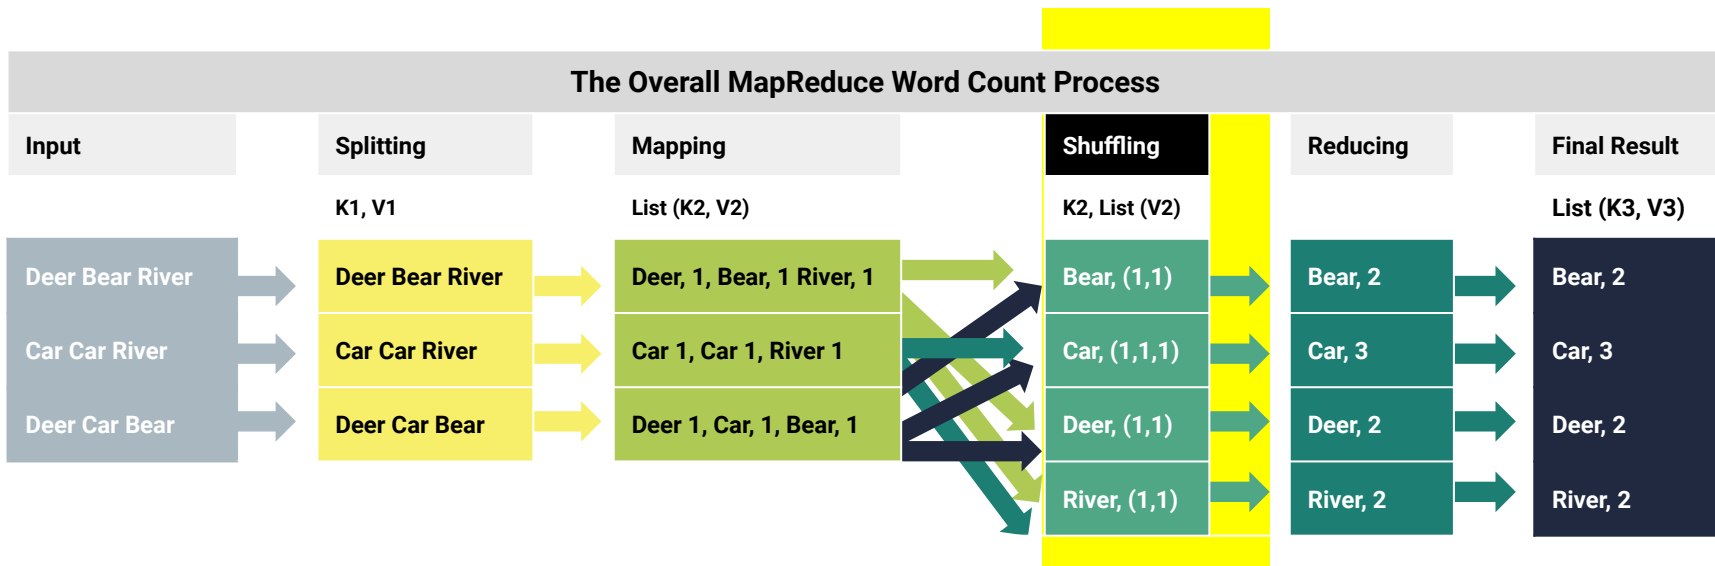 The Overall MapReduce Word Count Process
Input
Splitting
Mapping
Shuffling
Reducing
Final Result
K1, V1
List (K2, V2)
K2, List (V2)
List (K3, V3)
Deer Bear River
Deer Bear River
Deer, 1, Bear, 1 River, 1
Bear, (1,1)
Bear, 2
Bear, 2
Car Car River
Car Car River
Car 1, Car 1, River 1
Car, (1,1,1)
Car, 3
Car, 3
Deer Car Bear
Deer Car Bear
Deer 1, Car, 1, Bear, 1
Deer, (1,1)
Deer, 2
Deer, 2
River, (1,1)
River, 2
River, 2